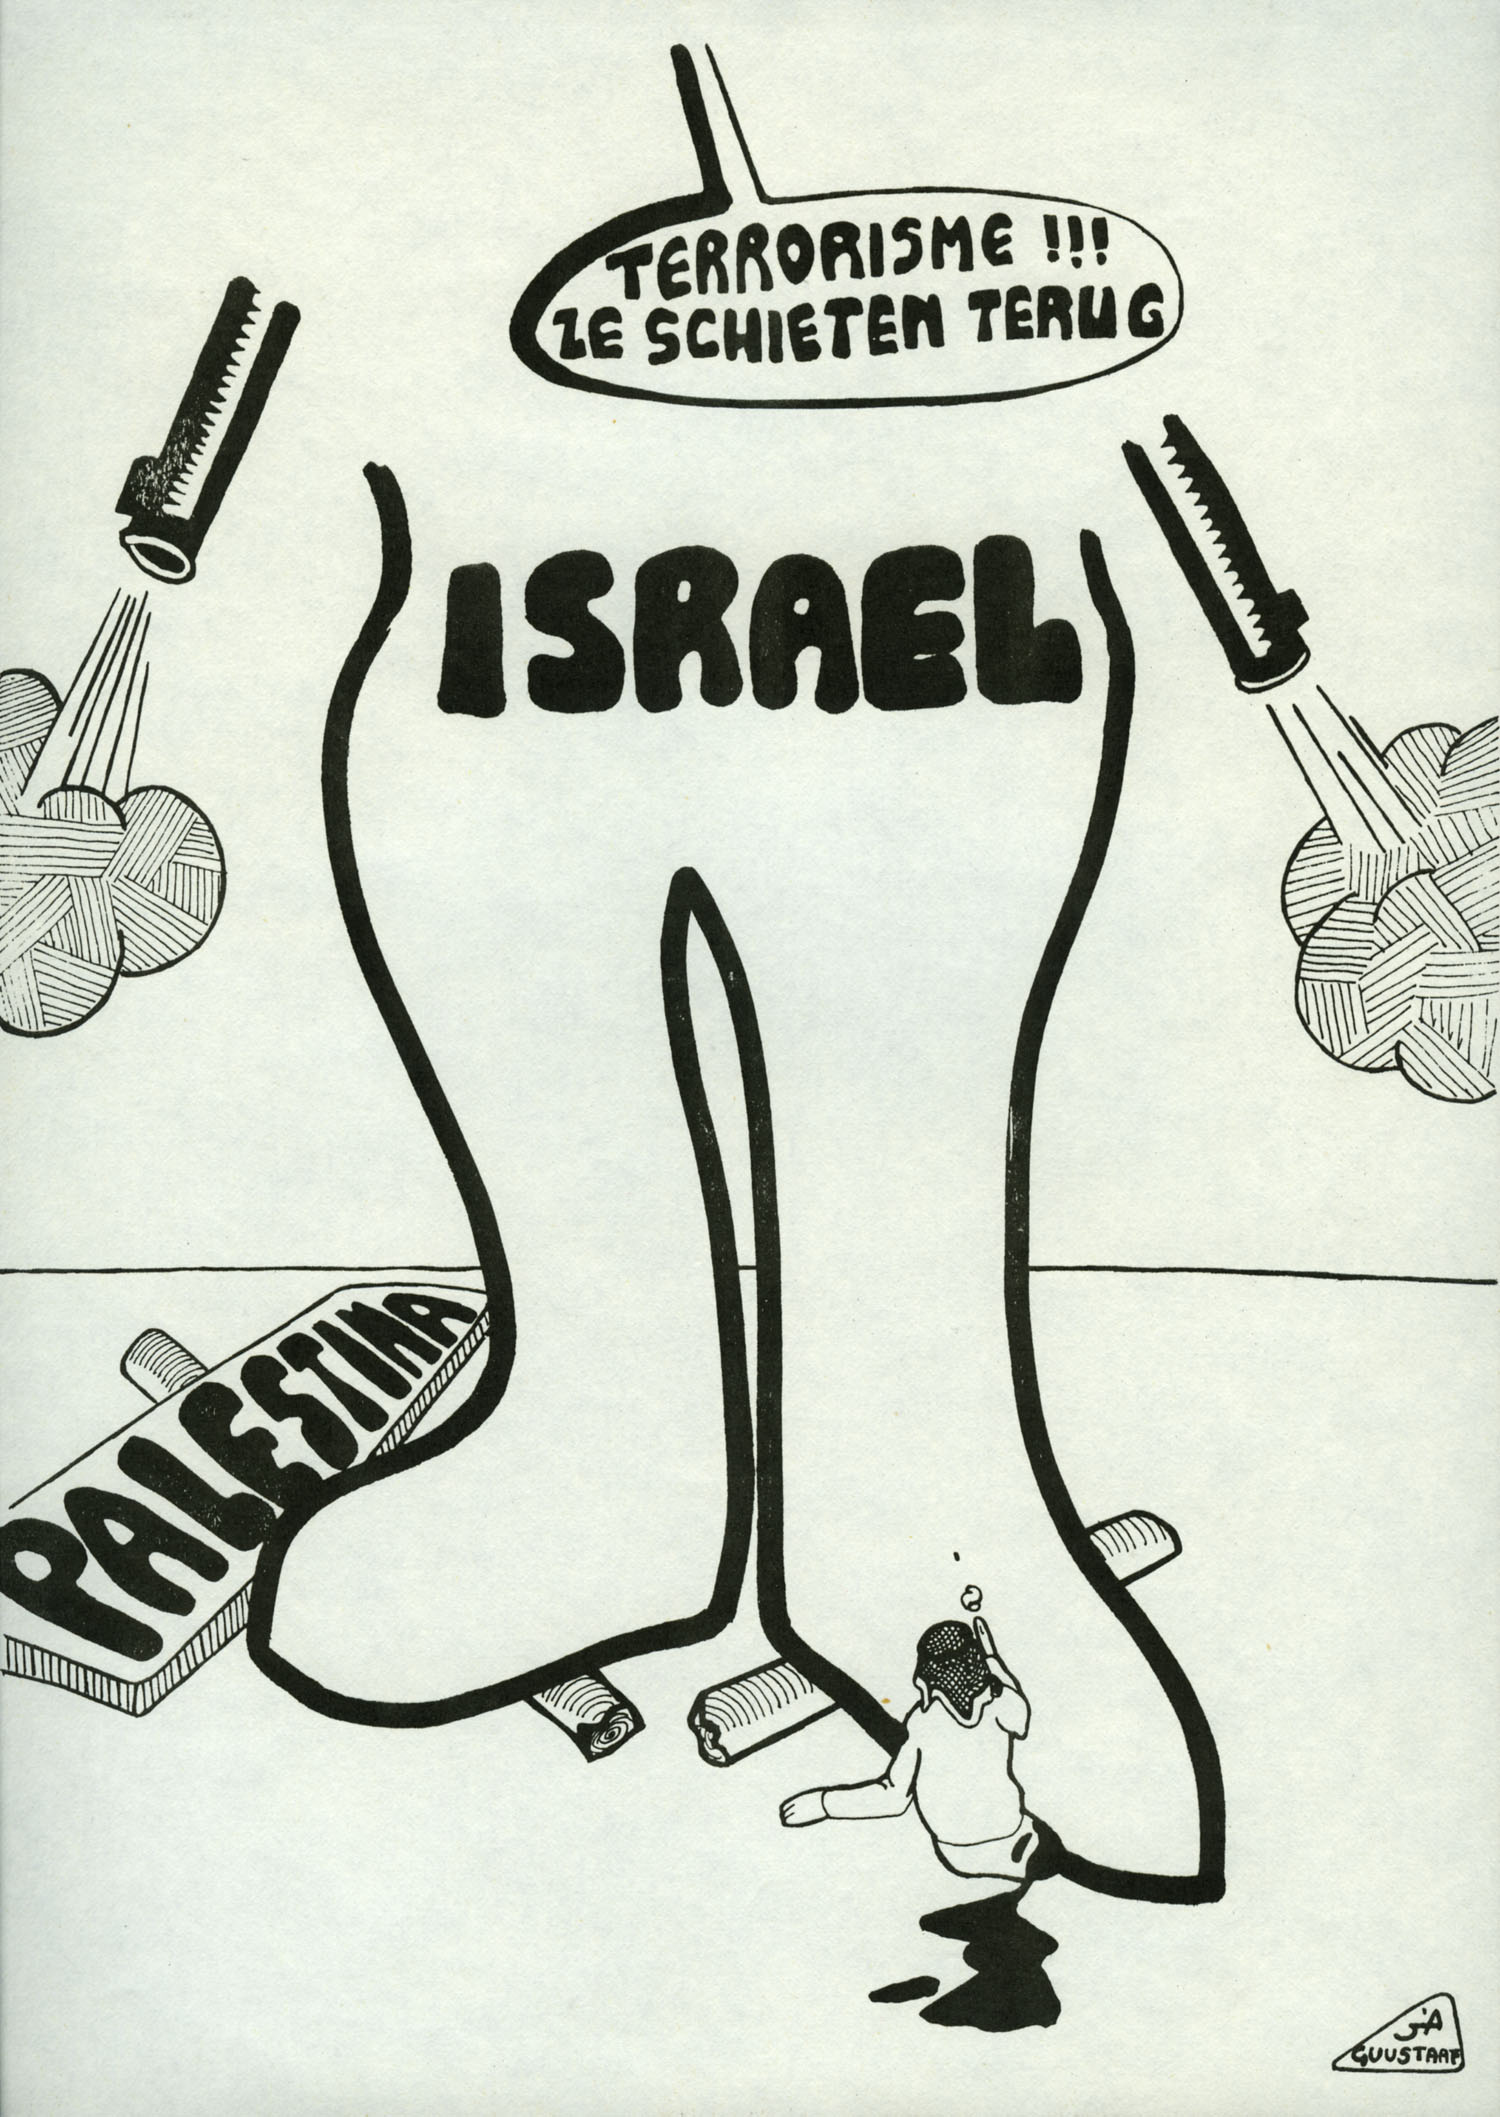 TERRORISME !!!
ZE SCHIETEN TERUG
ISRAEL
PALESTINA
GUUSTAAF